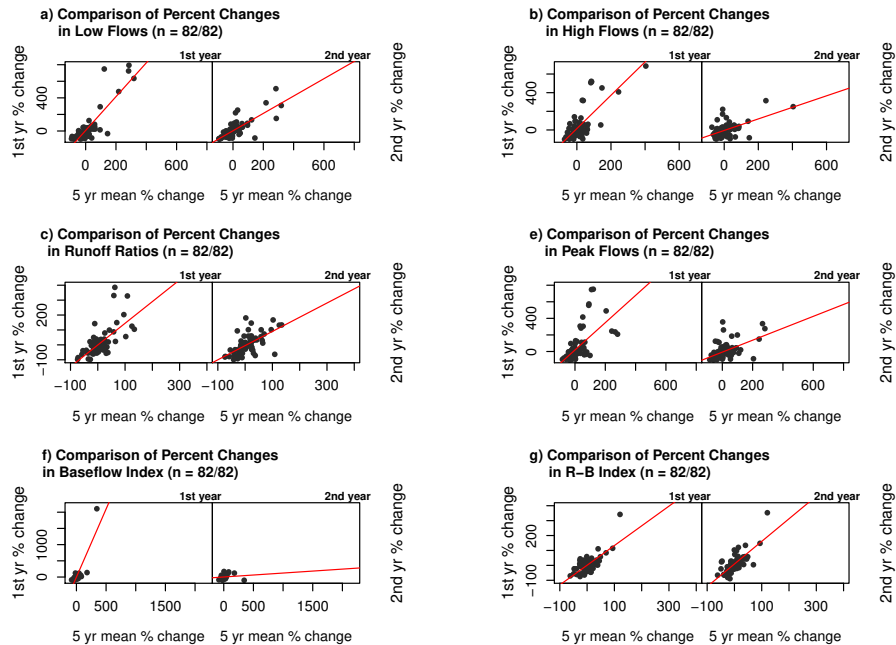 a) Comparison of Percent Changes
in Low Flows (n = 82/82)
1st year
2nd year
1st yr % change
2nd yr % change
0
400
0
200
600
0
200
600
5 yr mean % change
5 yr mean % change
b) Comparison of Percent Changes
in High Flows (n = 82/82)
1st year
2nd year
1st yr % change
2nd yr % change
0
400
0
200
600
0
200
600
5 yr mean % change
5 yr mean % change
c) Comparison of Percent Changes
in Runoff Ratios (n = 82/82)
1st year
2nd year
1st yr % change
2nd yr % change
−100
200
−100
100
300
−100
100
300
5 yr mean % change
5 yr mean % change
e) Comparison of Percent Changes
in Peak Flows (n = 82/82)
1st year
2nd year
1st yr % change
2nd yr % change
0
400
0
200
600
0
200
600
5 yr mean % change
5 yr mean % change
f) Comparison of Percent Changes
in Baseflow Index (n = 82/82)
1st year
2nd year
1st yr % change
2nd yr % change
0
1000
0
500
1500
0
500
1500
5 yr mean % change
5 yr mean % change
g) Comparison of Percent Changes
in R−B Index (n = 82/82)
1st year
2nd year
1st yr % change
2nd yr % change
−100
200
−100
100
300
−100
100
300
5 yr mean % change
5 yr mean % change